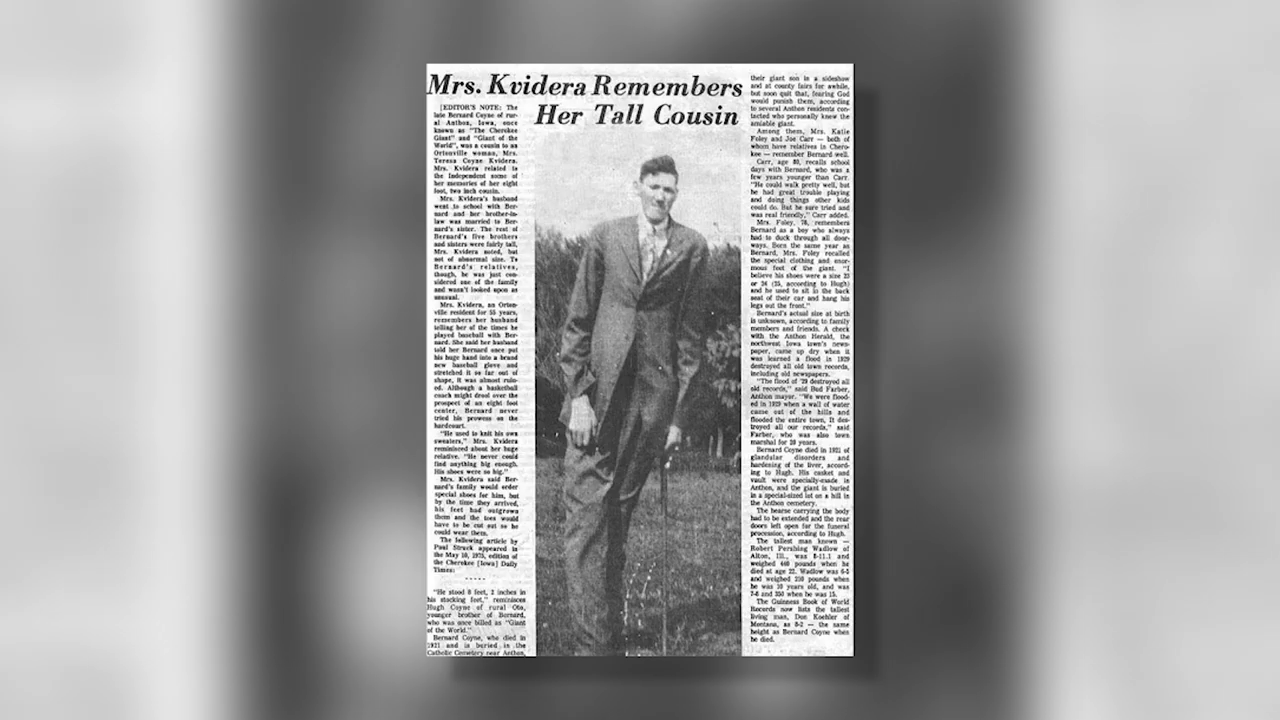 Mrs. Kvidera Remembers
Her Tall Cousin
[EDITOR'S NOTE: The
late Bernard Coyne of rur-
al Anthon, Iowa, once
known as "The Cherokee
Giant" and "Giant of the
World", was a cousin to an
Ortonville woman, Mrs.
Teresa Coyne Kvidera.
Mrs. Kvidera related to
the Independent some of
her memories of her eight
foot, two inch cousin.
Mrs. Kvidera's husband
went to school with Ber-
nard and her brother-in-
law was married to Ber-
nard's sister. The rest of
Bernard's five brothers
and sisters were fairly tall,
Mrs. Kvidera noted, but
not of abnormal size. To
Bernard's relatives,
though, he was just con-
sidered one of the family
and wasn't looked upon as
unusual.
Mrs. Kvidera, an Orton-
ville resident for 55 years,
remembers her husband
telling her of the times he
played baseball with Ber-
nard. She said her husband
told her Bernard once put
his huge hand into a brand
new baseball glove and
stretched it so far out of
shape, it was almost ruin-
ed. Although a basketball
coach might drool over the
prospect of an eight foot
center, Bernard never
tried his prowess on the
hardcourt.
"He used to knit his own
sweaters," Mrs. Kvidera
reminisced about her huge
relative. "He never could
find anything big enough.
His shoes were so big."
Mrs. Kvidera said Ber-
nard's family would order
special shoes for him, but
by the time they arrived,
his feet had outgrown
them and the toes would
have to be cut out so he
could wear them.
The following article by
Paul Struck appeared in
the May 10, 1975, edition of
the Cherokee [Iowa] Daily
Times:
-----
"He stood 8 feet, 2 inches in
his stocking feet," reminisces
Hugh Coyne of rural Oto,
younger brother of Bernard,
who was once billed as "Giant
of the World."
Bernard Coyne, who died in
1921 and is buried in the
Catholic Cemetery near Anthon,
their giant son in a sideshow
and at county fairs for awhile,
but soon quit that, fearing God
would punish them, according
to several Anthon residents con-
tacted who personally knew the
amiable giant.
Among them, Mrs. Katie
Foley and Joe Carr — both of
whom have relatives in Chero-
kee — remember Bernard well.
Carr, age 80, recalls school
days with Bernard, who was a
few years younger than Carr.
"He could walk pretty well, but
he had great trouble playing
and doing things other kids
could do. But he sure tried and
was real friendly," Carr added.
Mrs. Foley, 78, remembers
Bernard as a boy who always
had to duck through all door-
ways. Born the same year as
Bernard, Mrs. Foley recalled
the special clothing and enor-
mous feet of the giant. "I
believe his shoes were a size 23
or 24 (25, according to Hugh)
and he used to sit in the back
seat of their car and hang his
legs out the front."
Bernard's actual size at birth
is unknown, according to family
members and friends. A check
with the Anthon Herald, the
northwest Iowa town's news-
paper, came up dry when it
was learned a flood in 1929
destroyed all old town records,
including old newspapers.
"The flood of '29 destroyed all
old records," said Bud Farber,
Anthon mayor. "We were flood-
ed in 1929 when a wall of water
came out of the hills and
flooded the entire town. It des-
troyed all our records," said
Farber, who was also town
marshal for 20 years.
Bernard Coyne died in 1921 of
glandular disorders and
hardening of the liver, accord-
ing to Hugh. His casket and
vault were specially-made in
Anthon, and the giant is buried
in a special-sized lot on a hill in
the Anthon cemetery.
The hearse carrying the body
had to be extended and the rear
doors left open for the funeral
procession, according to Hugh.
The tallest man known —
Robert Pershing Wadlow of
Alton, Ill., was 8-11.1 and
weighed 440 pounds when he
died at age 22. Wadlow was 6-5
and weighed 210 pounds when
he was 10 years old, and was
7-8 and 350 when he was 15.
The Guinness Book of World
Records now lists the tallest
living man, Don Koehler of
Montana, as 8-2 — the same
height as Bernard Coyne when
he died.